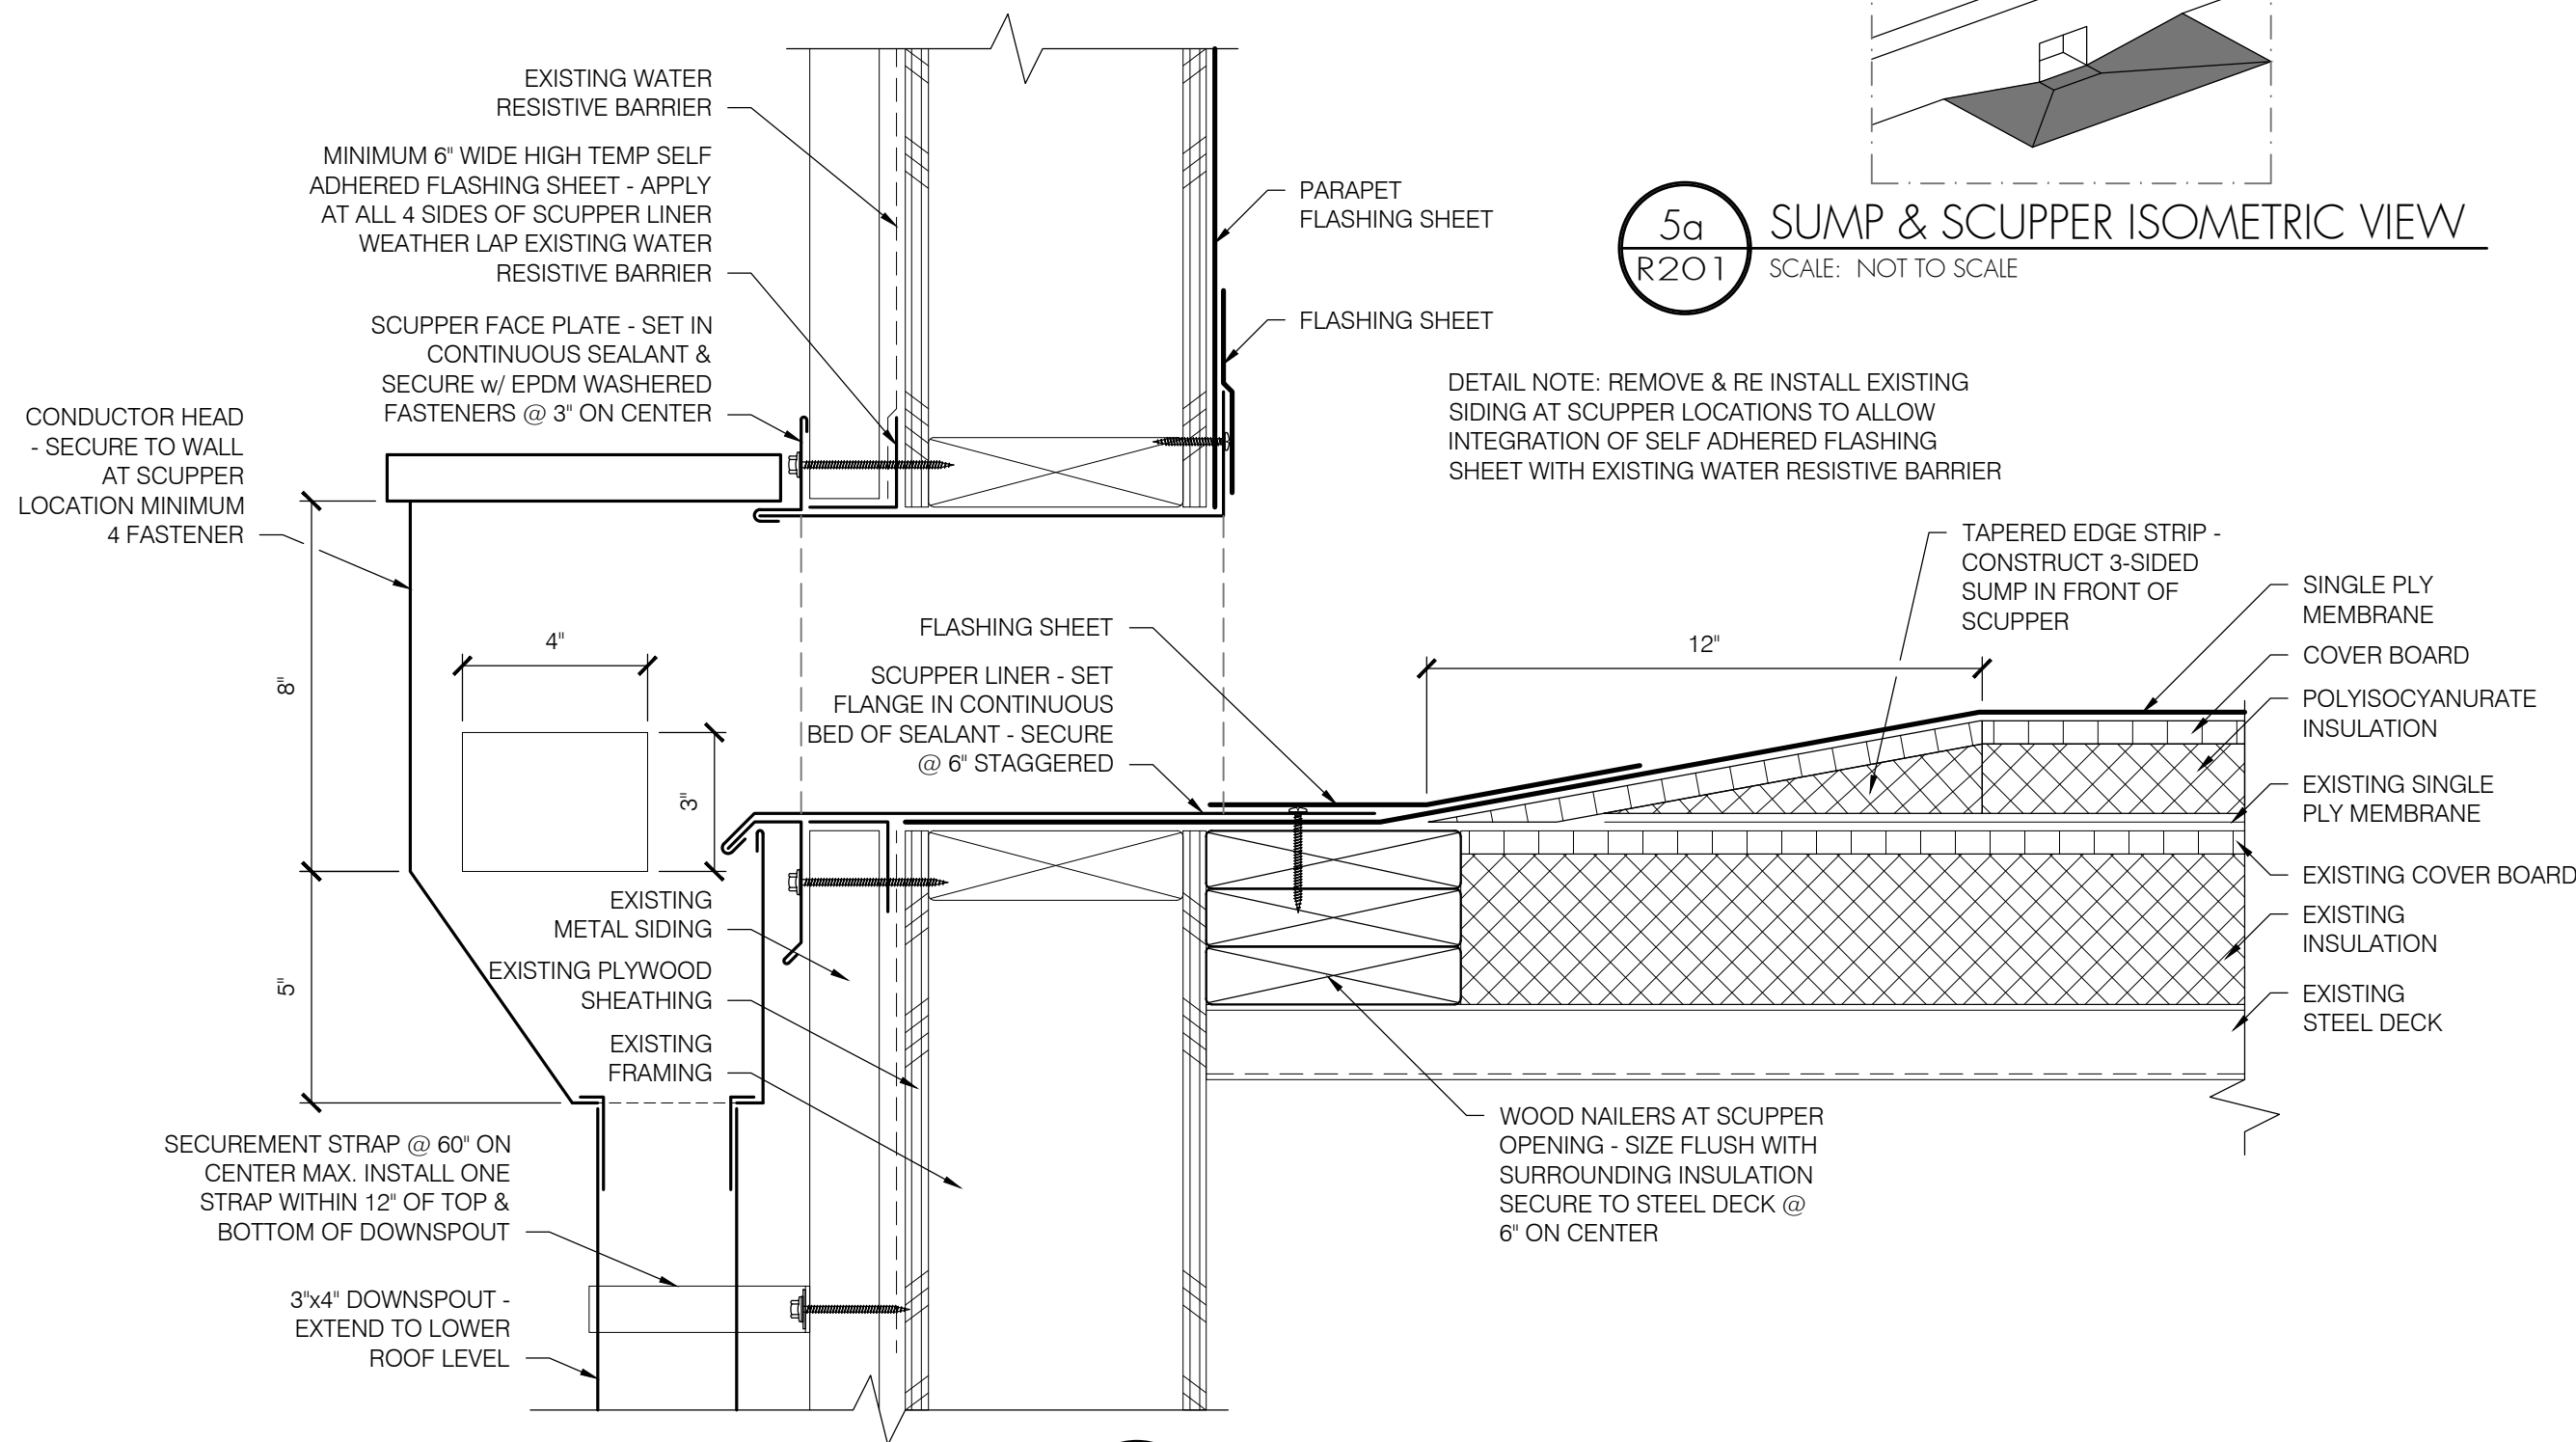 EXISTING WATER
RESISTIVE BARRIER
MINIMUM 6" WIDE HIGH TEMP SELF
ADHERED FLASHING SHEET - APPLY
AT ALL 4 SIDES OF SCUPPER LINER
WEATHER LAP EXISTING WATER
RESISTIVE BARRIER
SCUPPER FACE PLATE - SET IN
CONTINUOUS SEALANT &
SECURE w/ EPDM WASHERED
FASTENERS @ 3" ON CENTER
CONDUCTOR HEAD
- SECURE TO WALL
AT SCUPPER
LOCATION MINIMUM
4 FASTENER
PARAPET
FLASHING SHEET
FLASHING SHEET
5a
R201
SUMP & SCUPPER ISOMETRIC VIEW
SCALE: NOT TO SCALE
DETAIL NOTE: REMOVE & RE INSTALL EXISTING
SIDING AT SCUPPER LOCATIONS TO ALLOW
INTEGRATION OF SELF ADHERED FLASHING
SHEET WITH EXISTING WATER RESISTIVE BARRIER
TAPERED EDGE STRIP -
CONSTRUCT 3-SIDED
SUMP IN FRONT OF
SCUPPER
SINGLE PLY
MEMBRANE
COVER BOARD
POLYISOCYANURATE
INSULATION
EXISTING SINGLE
PLY MEMBRANE
EXISTING COVER BOARD
EXISTING
INSULATION
EXISTING
STEEL DECK
12"
FLASHING SHEET
SCUPPER LINER - SET
FLANGE IN CONTINUOUS
BED OF SEALANT - SECURE
@ 6" STAGGERED
4"
8"
3"
5"
EXISTING
METAL SIDING
EXISTING PLYWOOD
SHEATHING
EXISTING
FRAMING
SECUREMENT STRAP @ 60" ON
CENTER MAX. INSTALL ONE
STRAP WITHIN 12" OF TOP &
BOTTOM OF DOWNSPOUT
3"x4" DOWNSPOUT -
EXTEND TO LOWER
ROOF LEVEL
WOOD NAILERS AT SCUPPER
OPENING - SIZE FLUSH WITH
SURROUNDING INSULATION
SECURE TO STEEL DECK @
6" ON CENTER